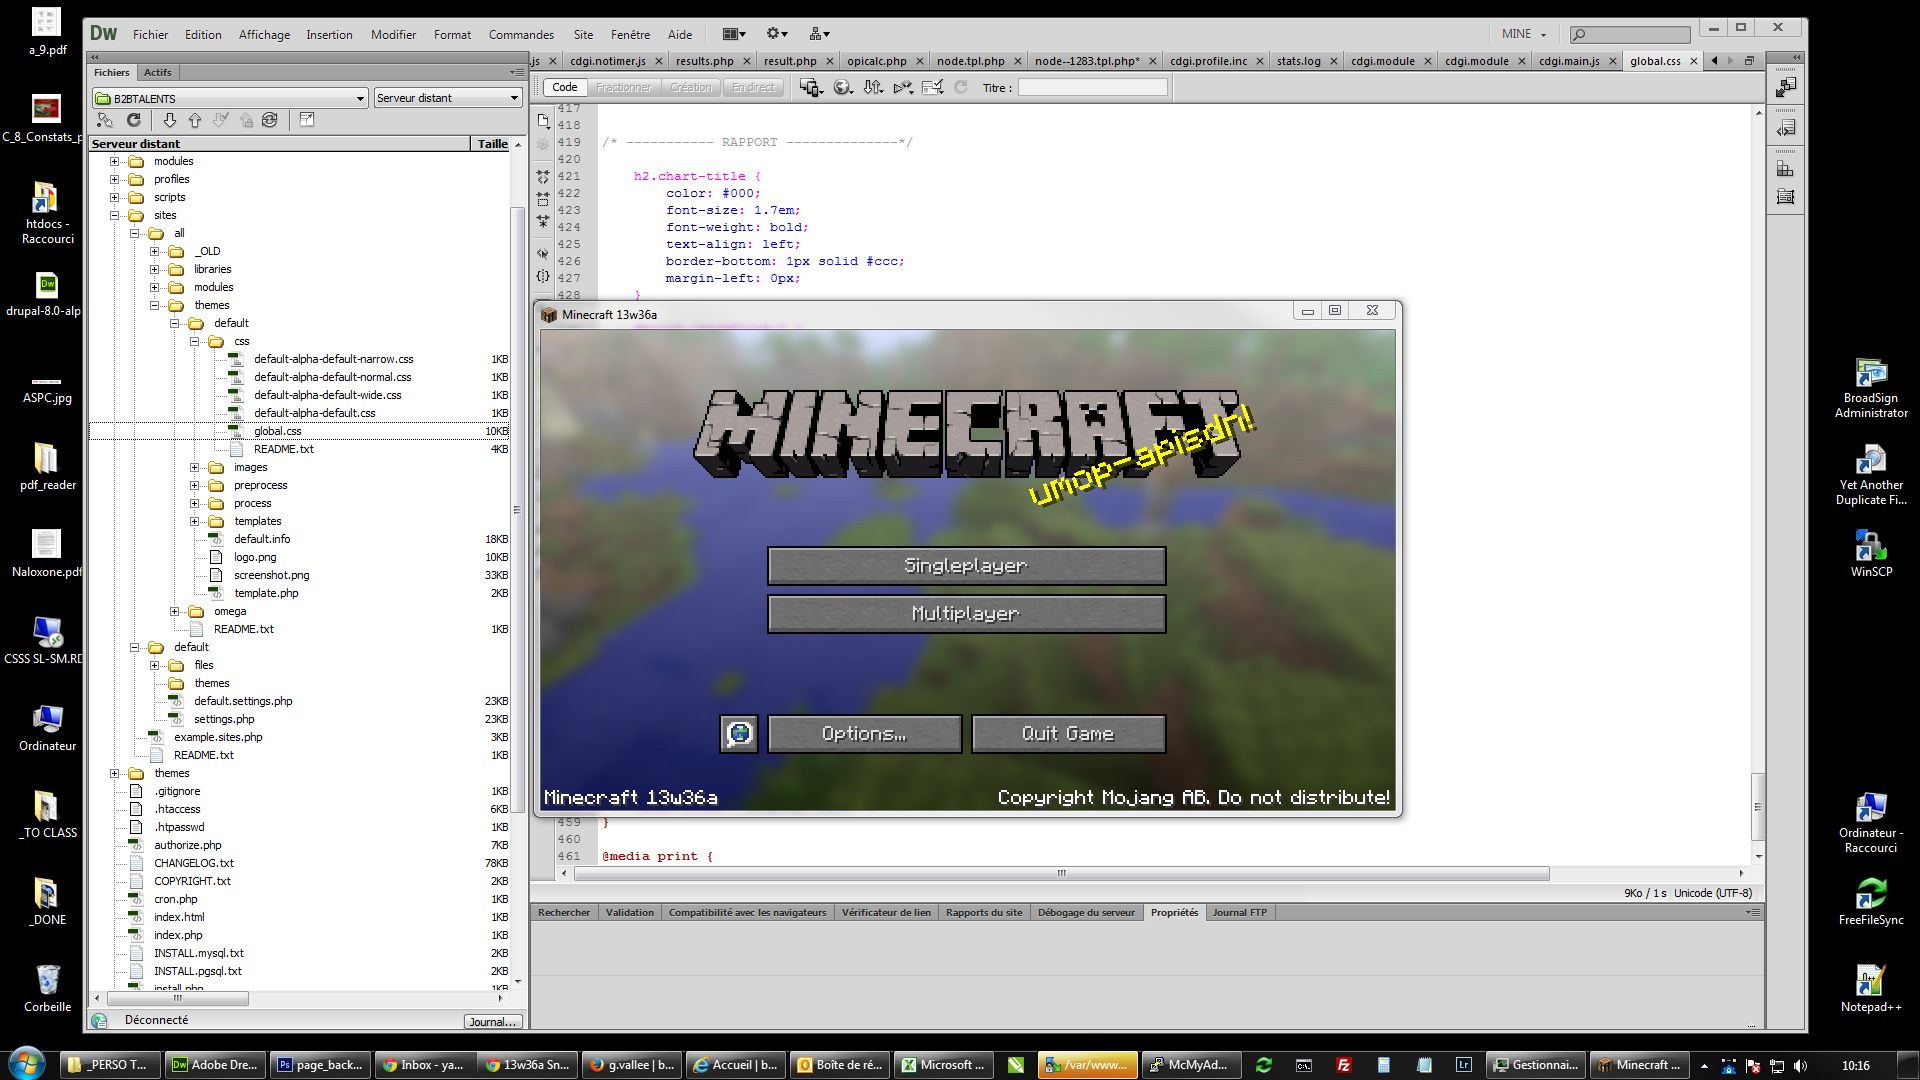 a_9.pdf
C_8_Constats_p
htdocs -
Raccourci
drupal-8.0-alp
ASPC.jpg
pdf_reader
Naloxone.pdf
CSSS SL-SM.RD
Ordinateur
_TO CLASS
_DONE
Corbeille
Dw Fichier Edition Affichage Insertion Modifier Format Commandes Site Fenêtre Aide MINE
Fichiers Actifs
B2BTALENTS Serveur distant
Serveur distant Taille
modules
profiles
scripts
sites
all
_OLD
libraries
modules
themes
default
css
default-alpha-default-narrow.css 1KB
default-alpha-default-normal.css 1KB
default-alpha-default-wide.css 1KB
default-alpha-default.css 1KB
global.css 10KB
README.txt 4KB
images
preprocess
process
templates
default.info 18KB
logo.png 10KB
screenshot.png 33KB
template.php 2KB
omega
README.txt 1KB
default
files
themes
default.settings.php 23KB
settings.php 23KB
example.sites.php 3KB
README.txt 1KB
themes
.gitignore 1KB
.htaccess 6KB
.htpasswd 1KB
authorize.php 7KB
CHANGELOG.txt 78KB
COPYRIGHT.txt 2KB
cron.php 1KB
index.html 1KB
index.php 1KB
INSTALL.mysql.txt 2KB
INSTALL.pgsql.txt 2KB
install.php 1KB
Déconnecté Journal...
.js cdgi.notimer.js results.php result.php opicalc.php node.tpl.php node--1283.tpl.php* cdgi.profile.inc stats.log cdgi.module cdgi.module cdgi.main.js global.css
Code Fractionner Création En direct Titre :
417
418
419 /* ----------- RAPPORT --------------*/
420
421 h2.chart-title {
422 color: #000;
423 font-size: 1.7em;
424 font-weight: bold;
425 text-align: left;
426 border-bottom: 1px solid #ccc;
427 margin-left: 0px;
428 }
Minecraft 13w36a
MINECRAFT
umop-apisdn!
Singleplayer
Multiplayer
Options...
Quit Game
Minecraft 13w36a
Copyright Mojang AB. Do not distribute!
459 }
460
461 @media print {
9Ko / 1 s Unicode (UTF-8)
Rechercher Validation Compatibilité avec les navigateurs Vérificateur de lien Rapports du site Débogage du serveur Propriétés Journal FTP
BroadSign
Administrator
Yet Another
Duplicate Fi...
WinSCP
Ordinateur -
Raccourci
FreeFileSync
Notepad++
_PERSO T...
Adobe Dre...
page_back...
Inbox - ya...
13w36a Sn...
g.vallee | b...
Accueil | b...
Boîte de ré...
Microsoft ...
/var/www...
McMyAd...
Gestionnai...
Minecraft ...
10:16